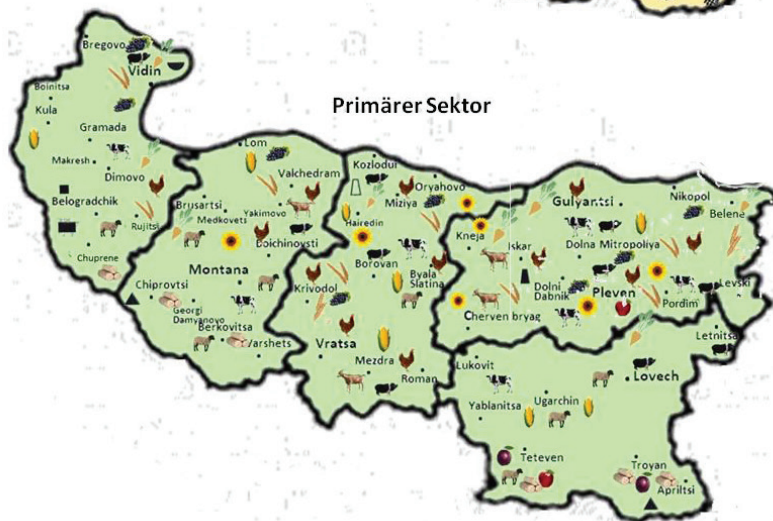 Primärer Sektor
Bregovo
Vidin
Boinitsa
Kula
Gramada
Makresh
Dimovo
Belogradchik
Rujitsi
Chuprene
Lom
Valchedram
Brusartsi
Medkovets
Yakimovo
Boichinovsti
Montana
Chiprovtsi
Georgi
Damyanovo
Berkovitsa
Varshets
Kozlodui
Oryahovo
Miziya
Hairedin
Borovan
Byala
Slatina
Krivodol
Vratsa
Mezdra
Roman
Gulyantsi
Nikopol
Belene
Kneja
Iskar
Dolna Mitropoliya
Dolni
Dabnik
Pleven
Levski
Pordim
Cherven bryag
Letnitsa
Lukovit
Lovech
Ugarchin
Yablanitsa
Teteven
Troyan
Apriltsi